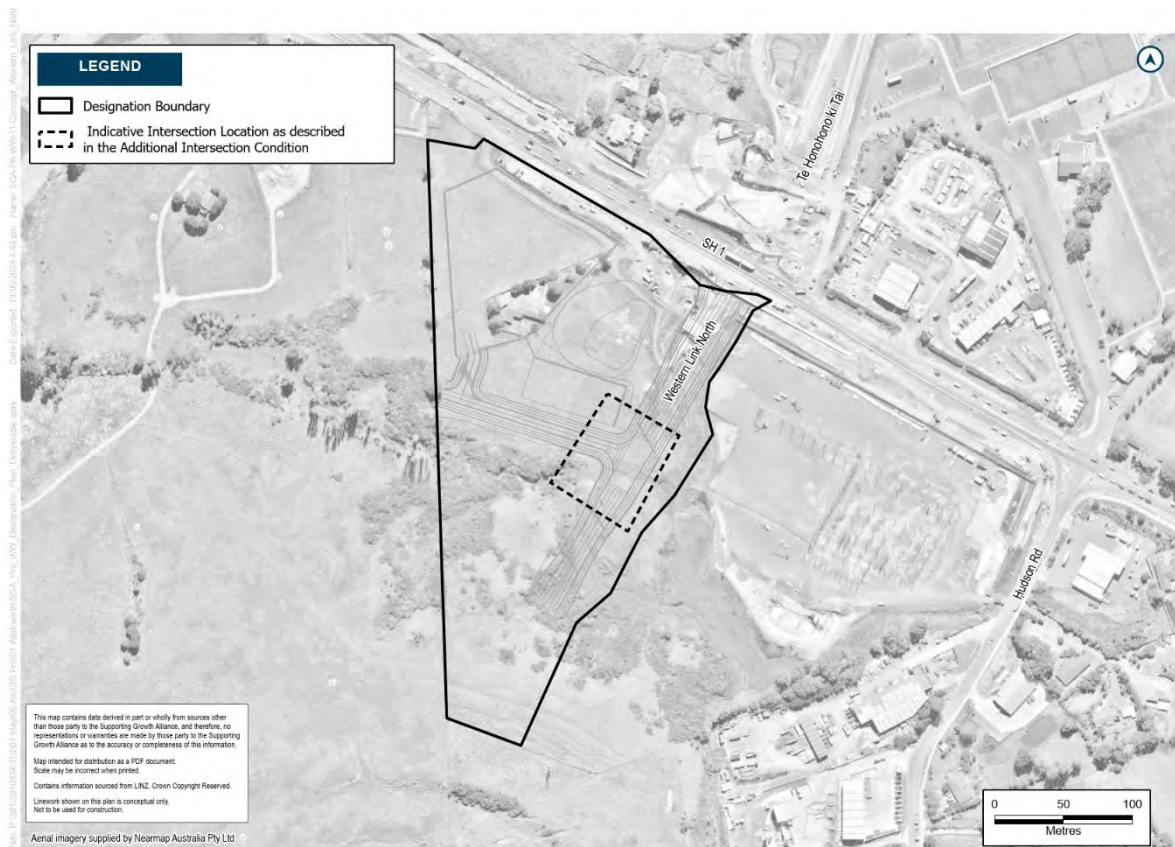 LEGEND
Designation Boundary
Indicative Intersection Location as described
in the Additional Intersection Condition
Te Honohono ki Tai
SH 1
Western Link North
Hudson Rd
This map contains data derived in part or wholly from sources other
than those party to the Supporting Growth Alliance, and therefore, no
representations or warranties are made by those party to the Supporting
Growth Alliance as to the accuracy or completeness of this information.
Map intended for distribution as a PDF document.
Scale may be incorrect when printed.
Contains information sourced from LINZ. Crown Copyright Reserved.
Linework shown on this plan is conceptual only.
Not to be used for construction.
Aerial imagery supplied by Nearmap Australia Pty Ltd
0 50 100
Metres